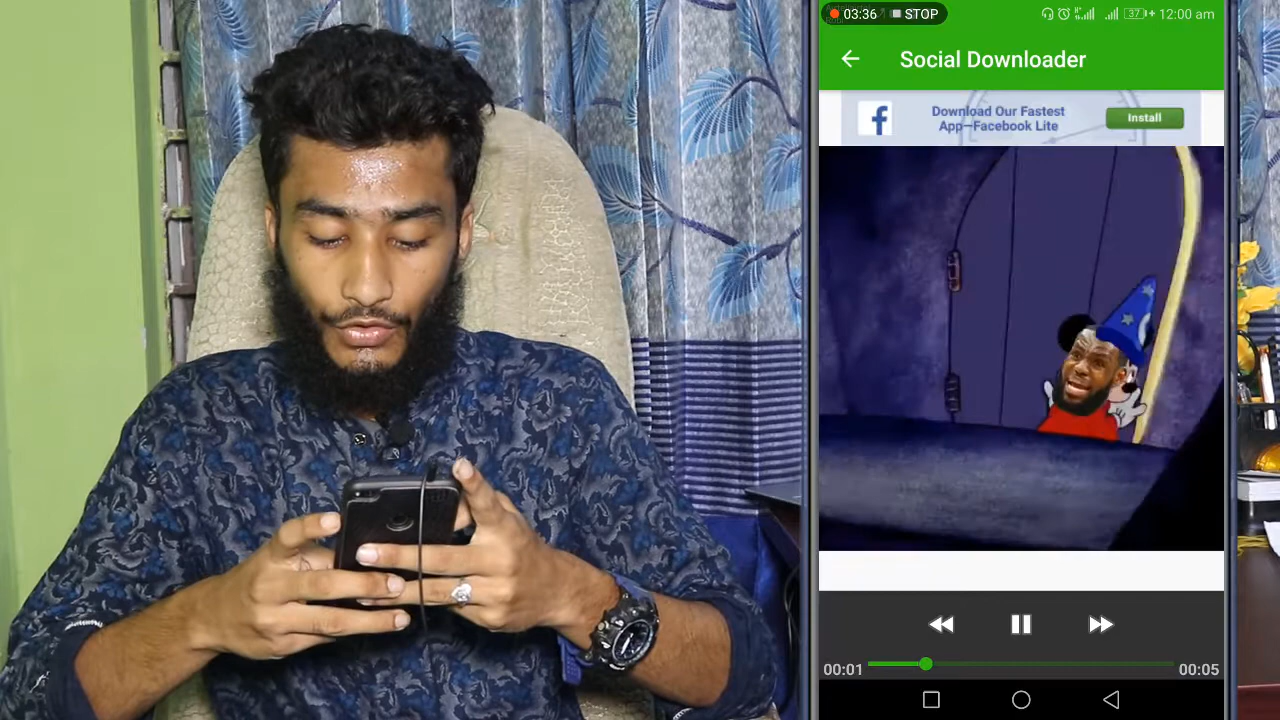 03:36 STOP
37 12:00 am
Social Downloader
Download Our Fastest
App—Facebook Lite
Install
00:01
00:05